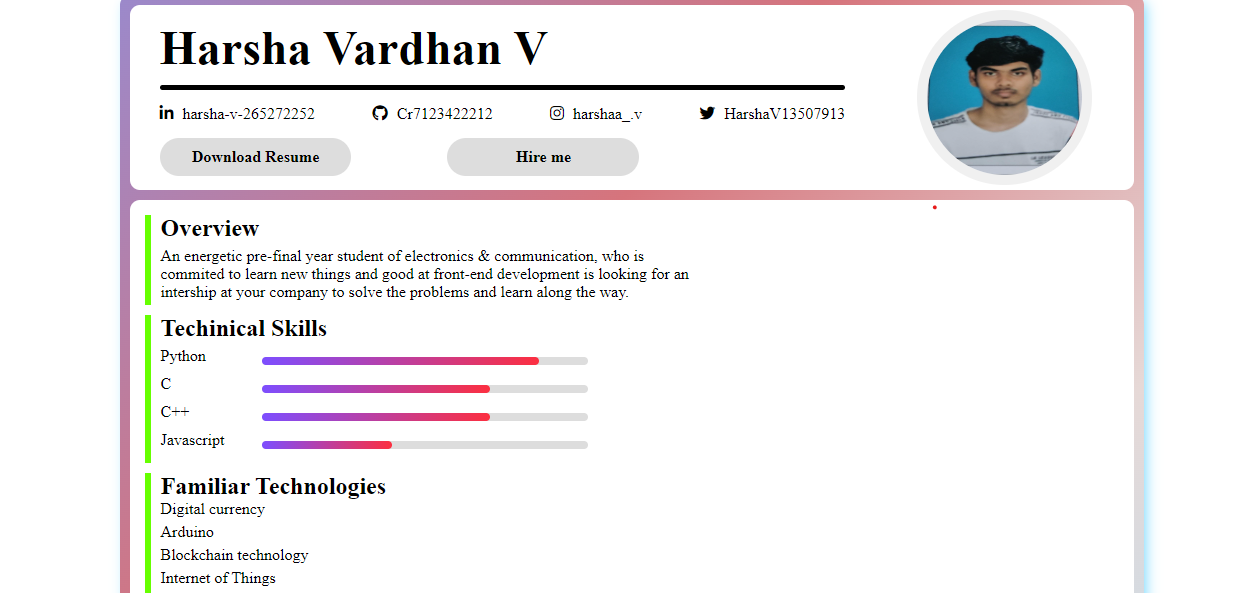 Harsha Vardhan V
harsha-v-265272252 Cr7123422212 harshaa_.v HarshaV13507913
Download Resume Hire me
Overview
An energetic pre-final year student of electronics & communication, who is
commited to learn new things and good at front-end development is looking for an
intership at your company to solve the problems and learn along the way.
Techinical Skills
Python
C
C++
Javascript
Familiar Technologies
Digital currency
Arduino
Blockchain technology
Internet of Things